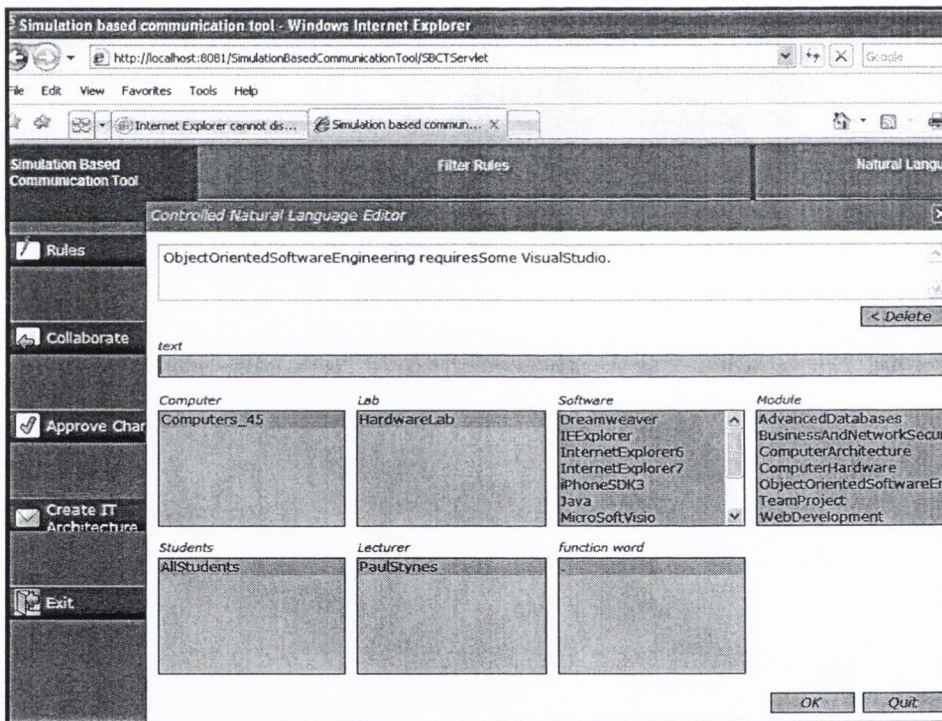 Simulation based communication tool - Windows Internet Explorer
http://localhost:8081/SimulationBasedCommunicationTool/SBCTServlet
Google
File Edit View Favorites Tools Help
Internet Explorer cannot dis... Simulation based commun... X
Simulation Based
Communication Tool
Filter Rules
Natural Langu
Controlled Natural Language Editor
Rules
ObjectOrientedSoftwareEngineering requiresSome VisualStudio.
< Delete
Collaborate
text
Computer
Computers_45
Lab
HardwareLab
Software
Dreamweaver
IEExplorer
InternetExplorer6
InternetExplorer7
iPhoneSDK3
Java
MicroSoftVisio
Module
AdvancedDatabases
BusinessAndNetworkSecur
ComputerArchitecture
ComputerHardware
ObjectOrientedSoftwareEn
TeamProject
WebDevelopment
Approve Char
Create IT
Architecture
Students
AllStudents
Lecturer
PaulStynes
function word
.
Exit
OK
Quit